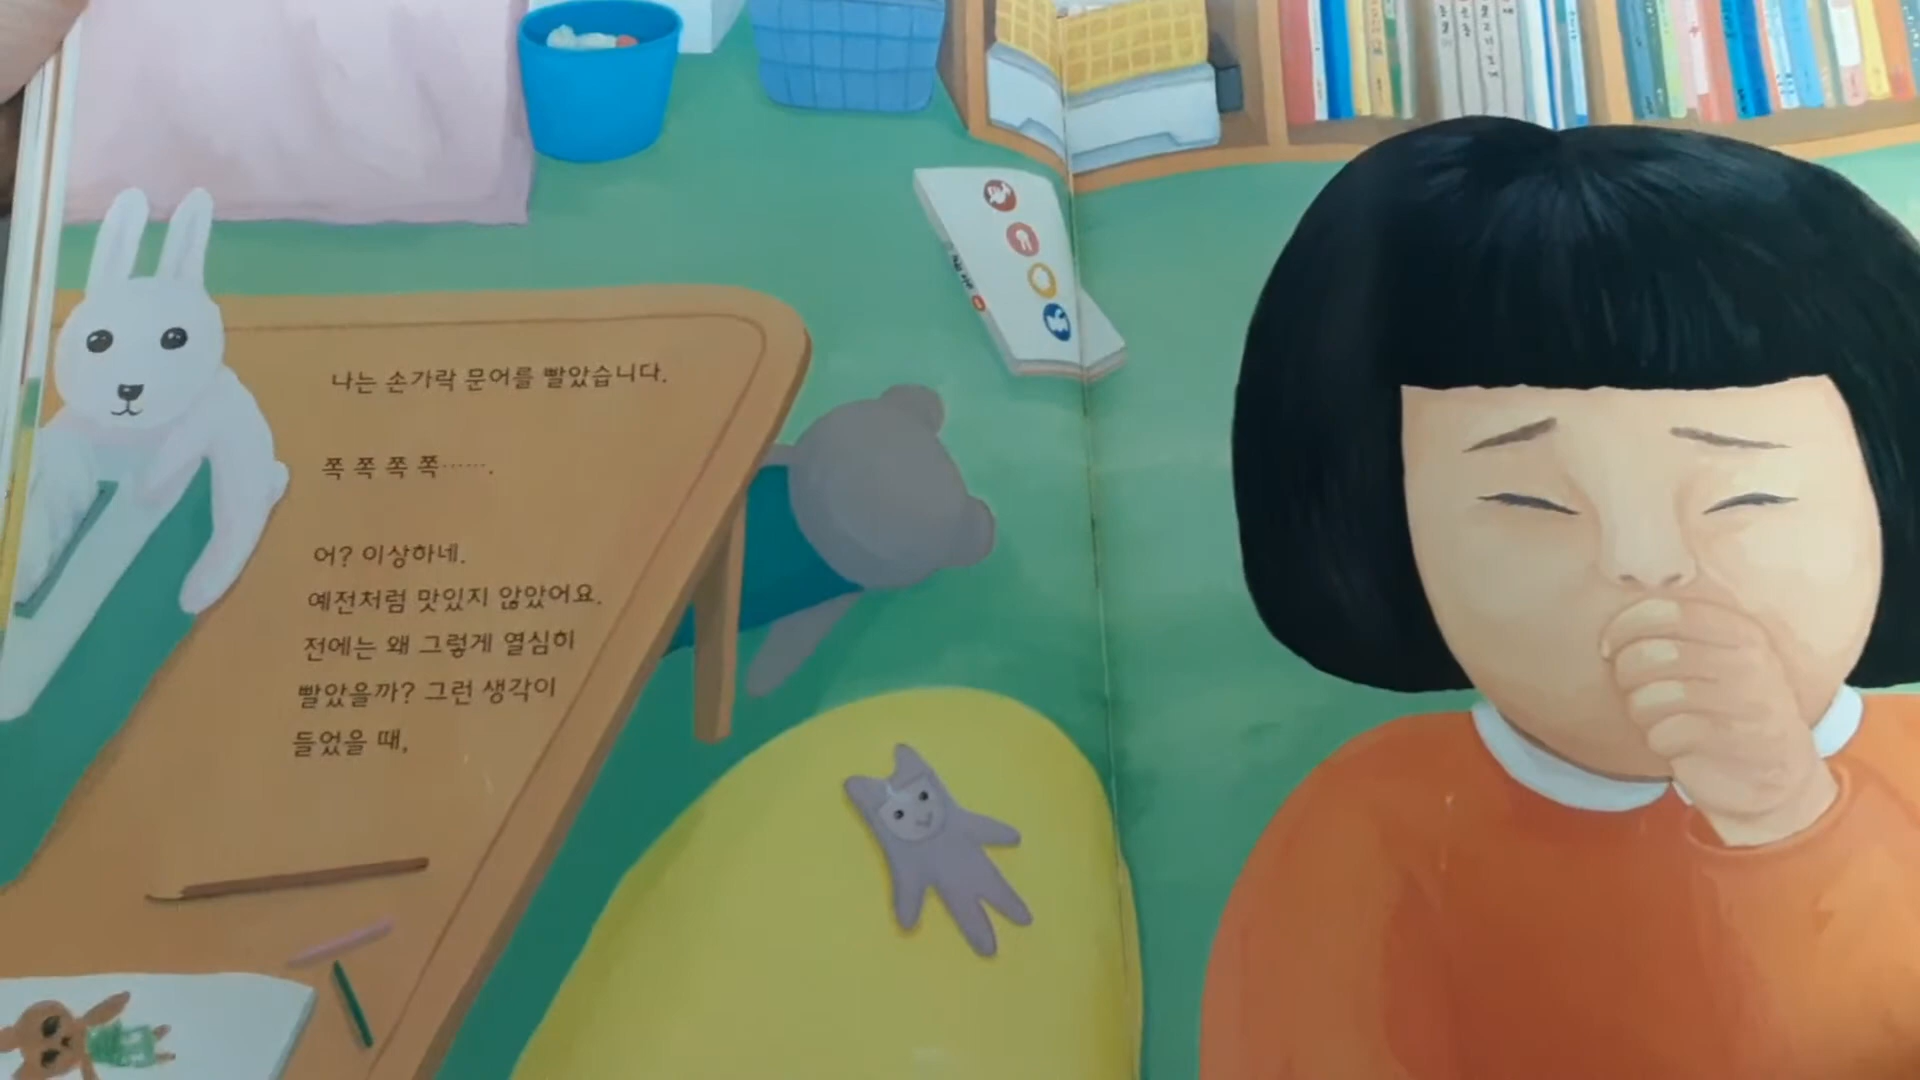 나는 손가락 문어를 빨았습니다.
쪽 쪽 쪽 쪽…….
어? 이상하네.
예전처럼 맛있지 않았어요.
전에는 왜 그렇게 열심히
빨았을까? 그런 생각이
들었을 때,